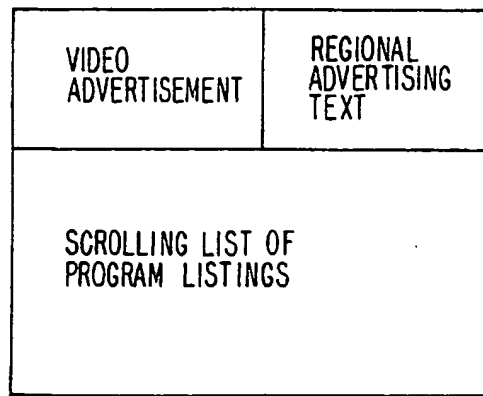 VIDEO
ADVERTISEMENT
REGIONAL
ADVERTISING
TEXT
SCROLLING LIST OF
PROGRAM LISTINGS